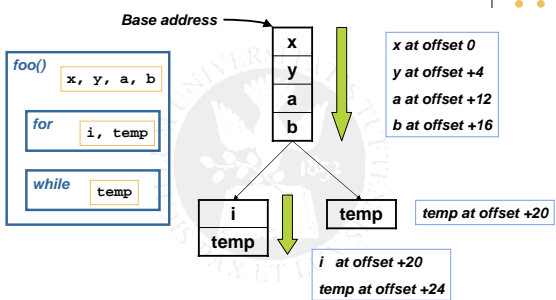 Base address
foo()
x, y, a, b
for
i, temp
while
temp
x
y
a
b
x at offset 0
y at offset +4
a at offset +12
b at offset +16
i
temp
temp
temp at offset +20
i at offset +20
temp at offset +24